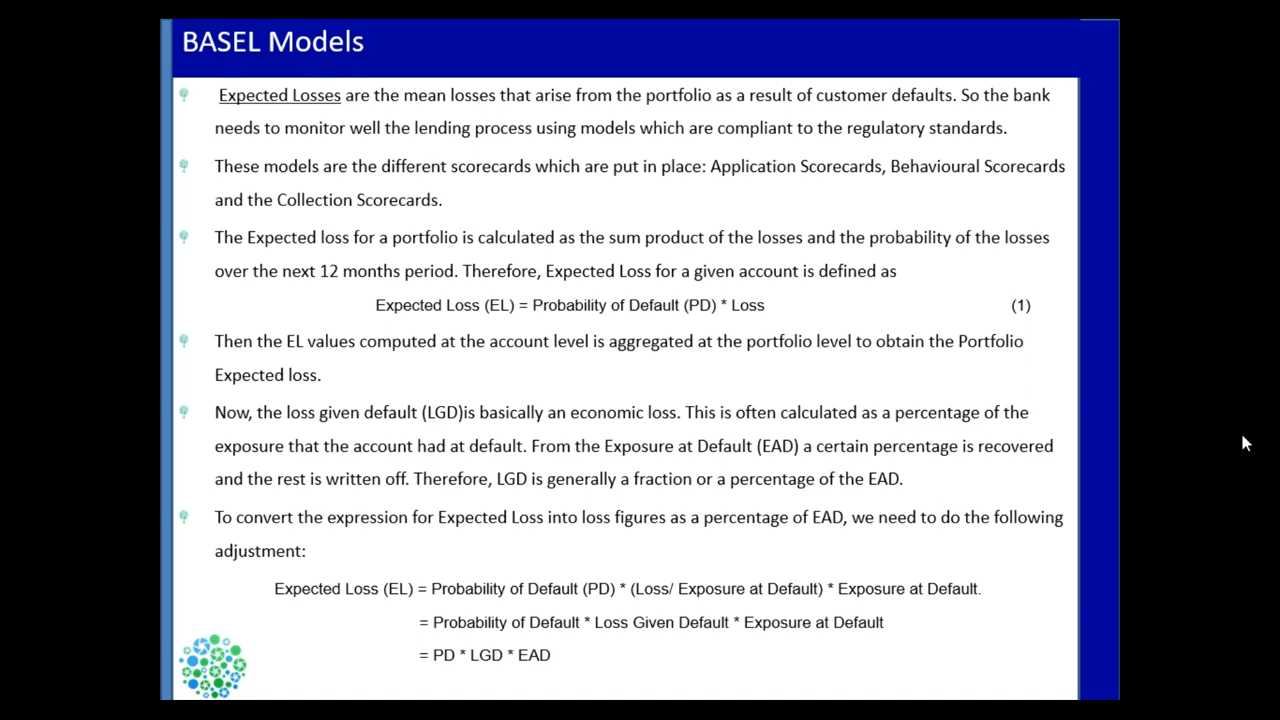 BASEL Models
Expected Losses are the mean losses that arise from the portfolio as a result of customer defaults. So the bank
needs to monitor well the lending process using models which are compliant to the regulatory standards.
These models are the different scorecards which are put in place: Application Scorecards, Behavioural Scorecards
and the Collection Scorecards.
The Expected loss for a portfolio is calculated as the sum product of the losses and the probability of the losses
over the next 12 months period. Therefore, Expected Loss for a given account is defined as
Expected Loss (EL) = Probability of Default (PD) * Loss (1)
Then the EL values computed at the account level is aggregated at the portfolio level to obtain the Portfolio
Expected loss.
Now, the loss given default (LGD)is basically an economic loss. This is often calculated as a percentage of the
exposure that the account had at default. From the Exposure at Default (EAD) a certain percentage is recovered
and the rest is written off. Therefore, LGD is generally a fraction or a percentage of the EAD.
To convert the expression for Expected Loss into loss figures as a percentage of EAD, we need to do the following
adjustment:
Expected Loss (EL) = Probability of Default (PD) * (Loss/ Exposure at Default) * Exposure at Default.
= Probability of Default * Loss Given Default * Exposure at Default
= PD * LGD * EAD